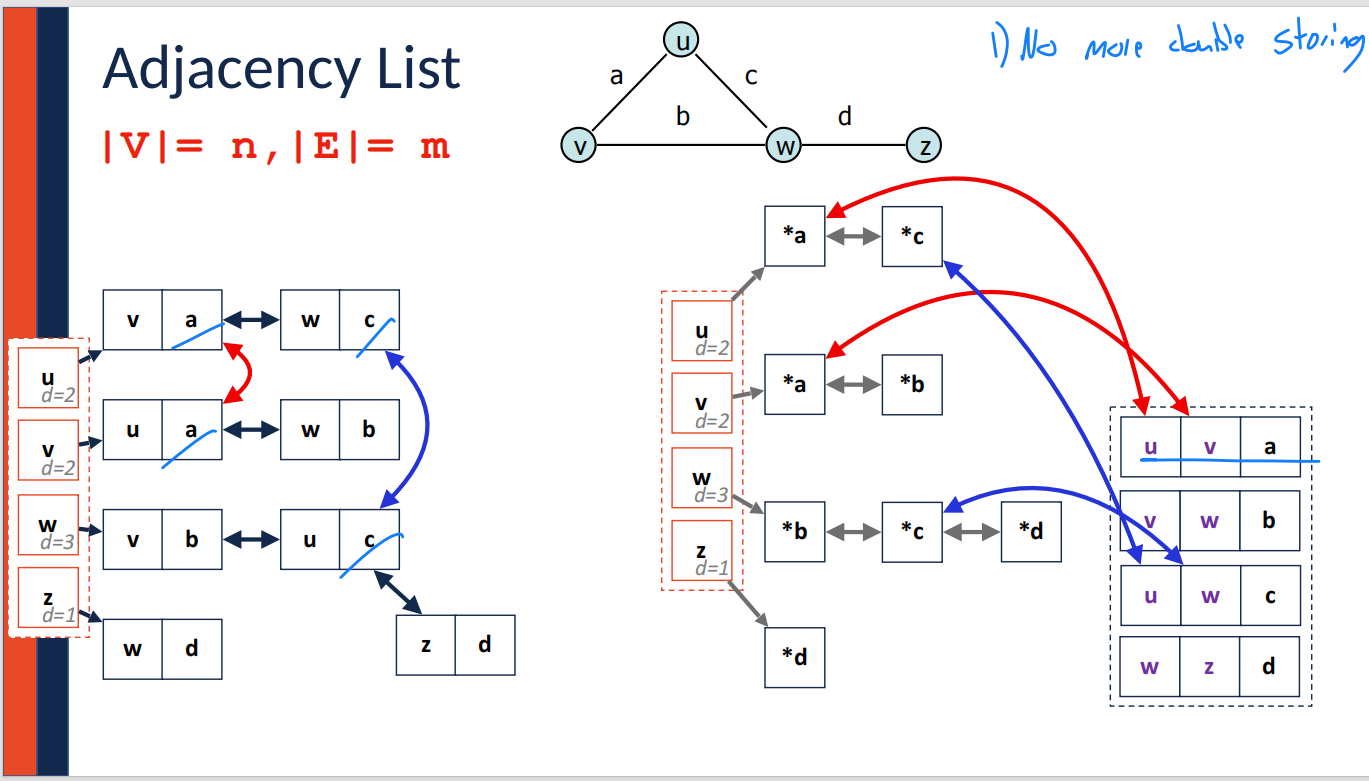 Adjacency List
|V|= n,|E|= m
1) No more double storing
u
a c
b d
v w z
v a w c
u d=2
u a w b
v d=2
v b u c
w d=3
z d=1
w d
z d
*a *c
u d=2
*a *b
v d=2
w d=3
*b *c *d
z d=1
*d
u v a
v w b
u w c
w z d